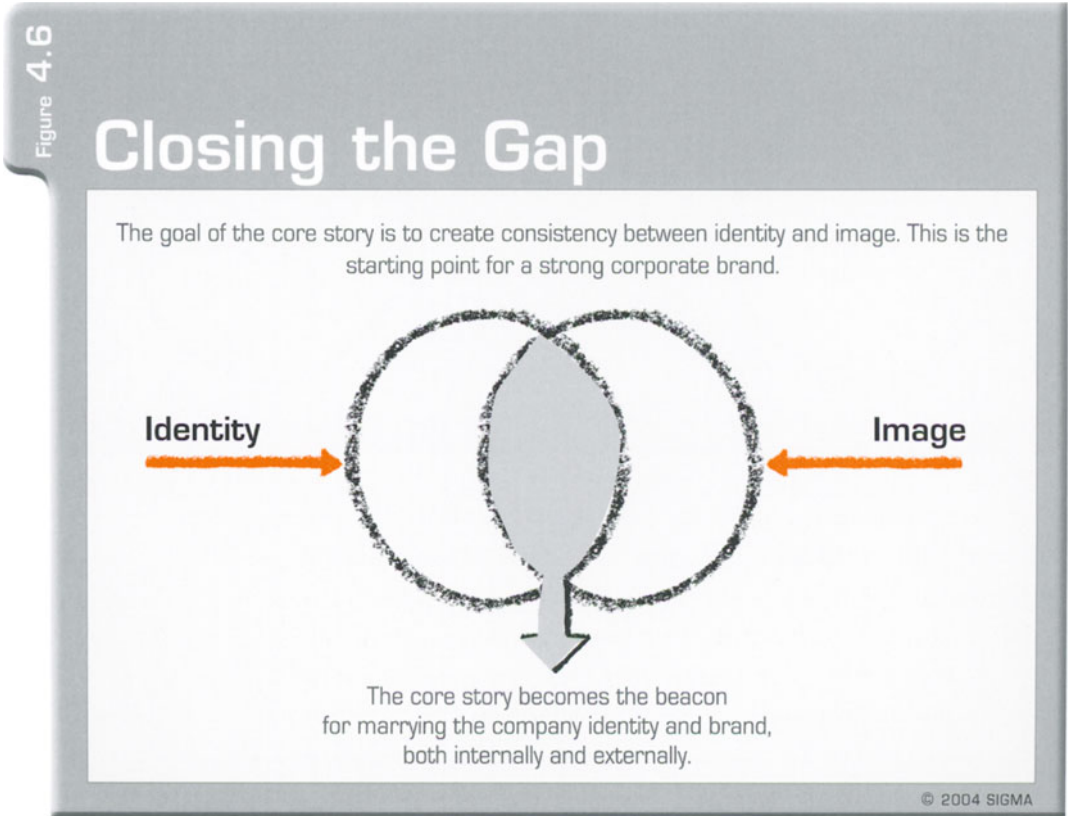 Figure 4.6
Closing the Gap
The goal of the core story is to create consistency between identity and image. This is the
starting point for a strong corporate brand.
Identity
Image
The core story becomes the beacon
for marrying the company identity and brand,
both internally and externally.
© 2004 SIGMA